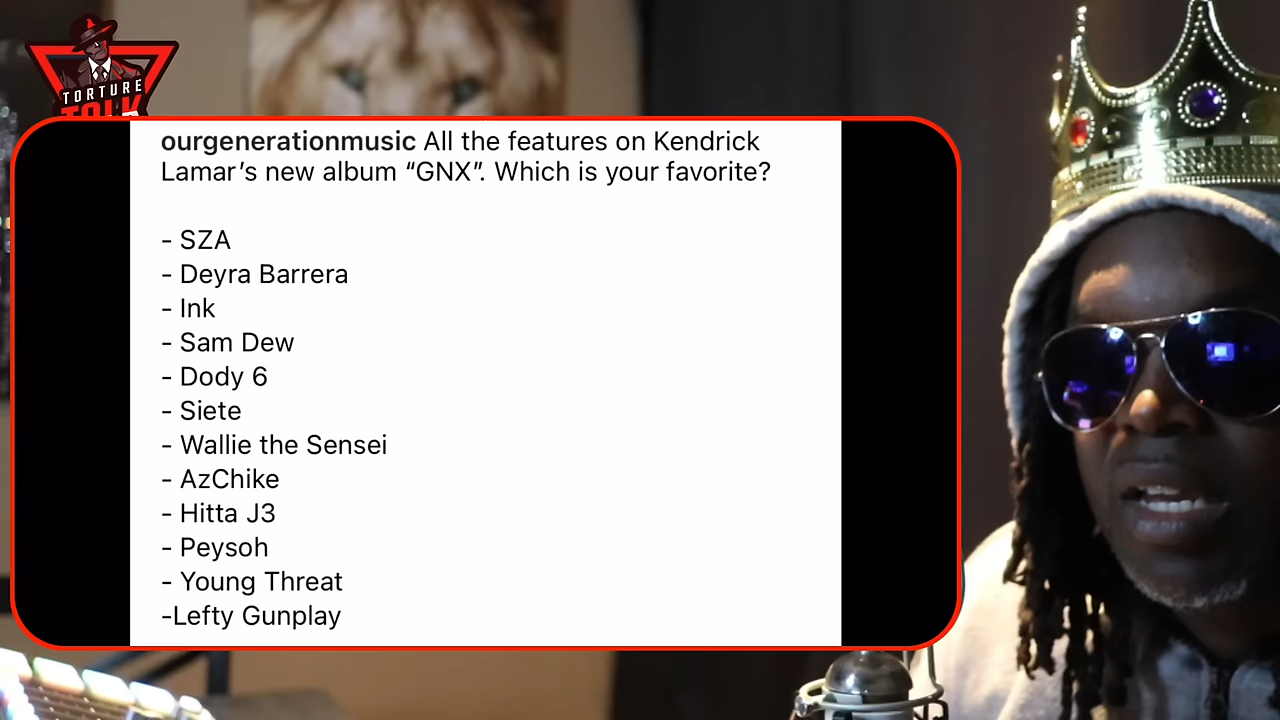 TORTURE
TALK
ourgenerationmusic All the features on Kendrick
Lamar's new album “GNX”. Which is your favorite?
- SZA
- Deyra Barrera
- Ink
- Sam Dew
- Dody 6
- Siete
- Wallie the Sensei
- AzChike
- Hitta J3
- Peysoh
- Young Threat
-Lefty Gunplay